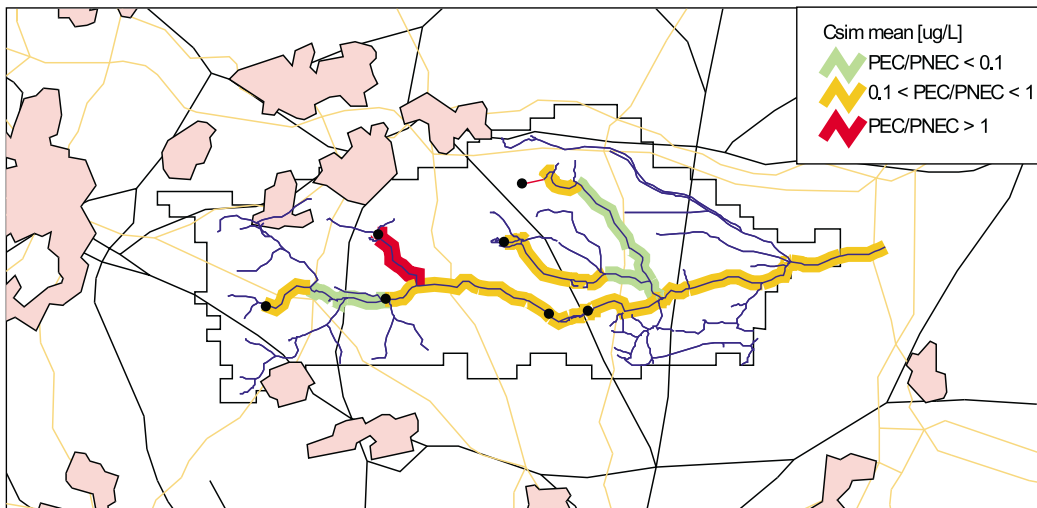 Csim mean [ug/L]
PEC/PNEC < 0.1
0.1 < PEC/PNEC < 1
PEC/PNEC > 1